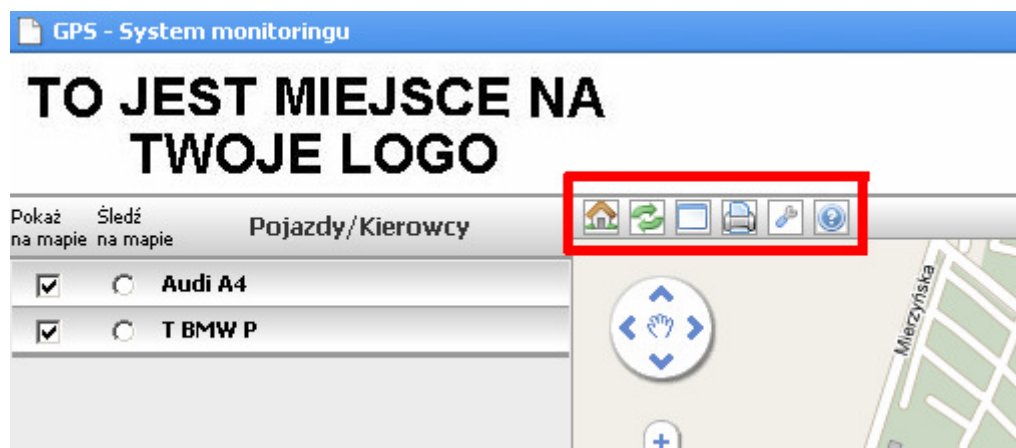 GPS - System monitoringu
TO JEST MIEJSCE NA
TWOJE LOGO
Pokaż
na mapie
Śledź
na mapie
Pojazdy/Kierowcy
Audi A4
T BMW P
Mierzyńska